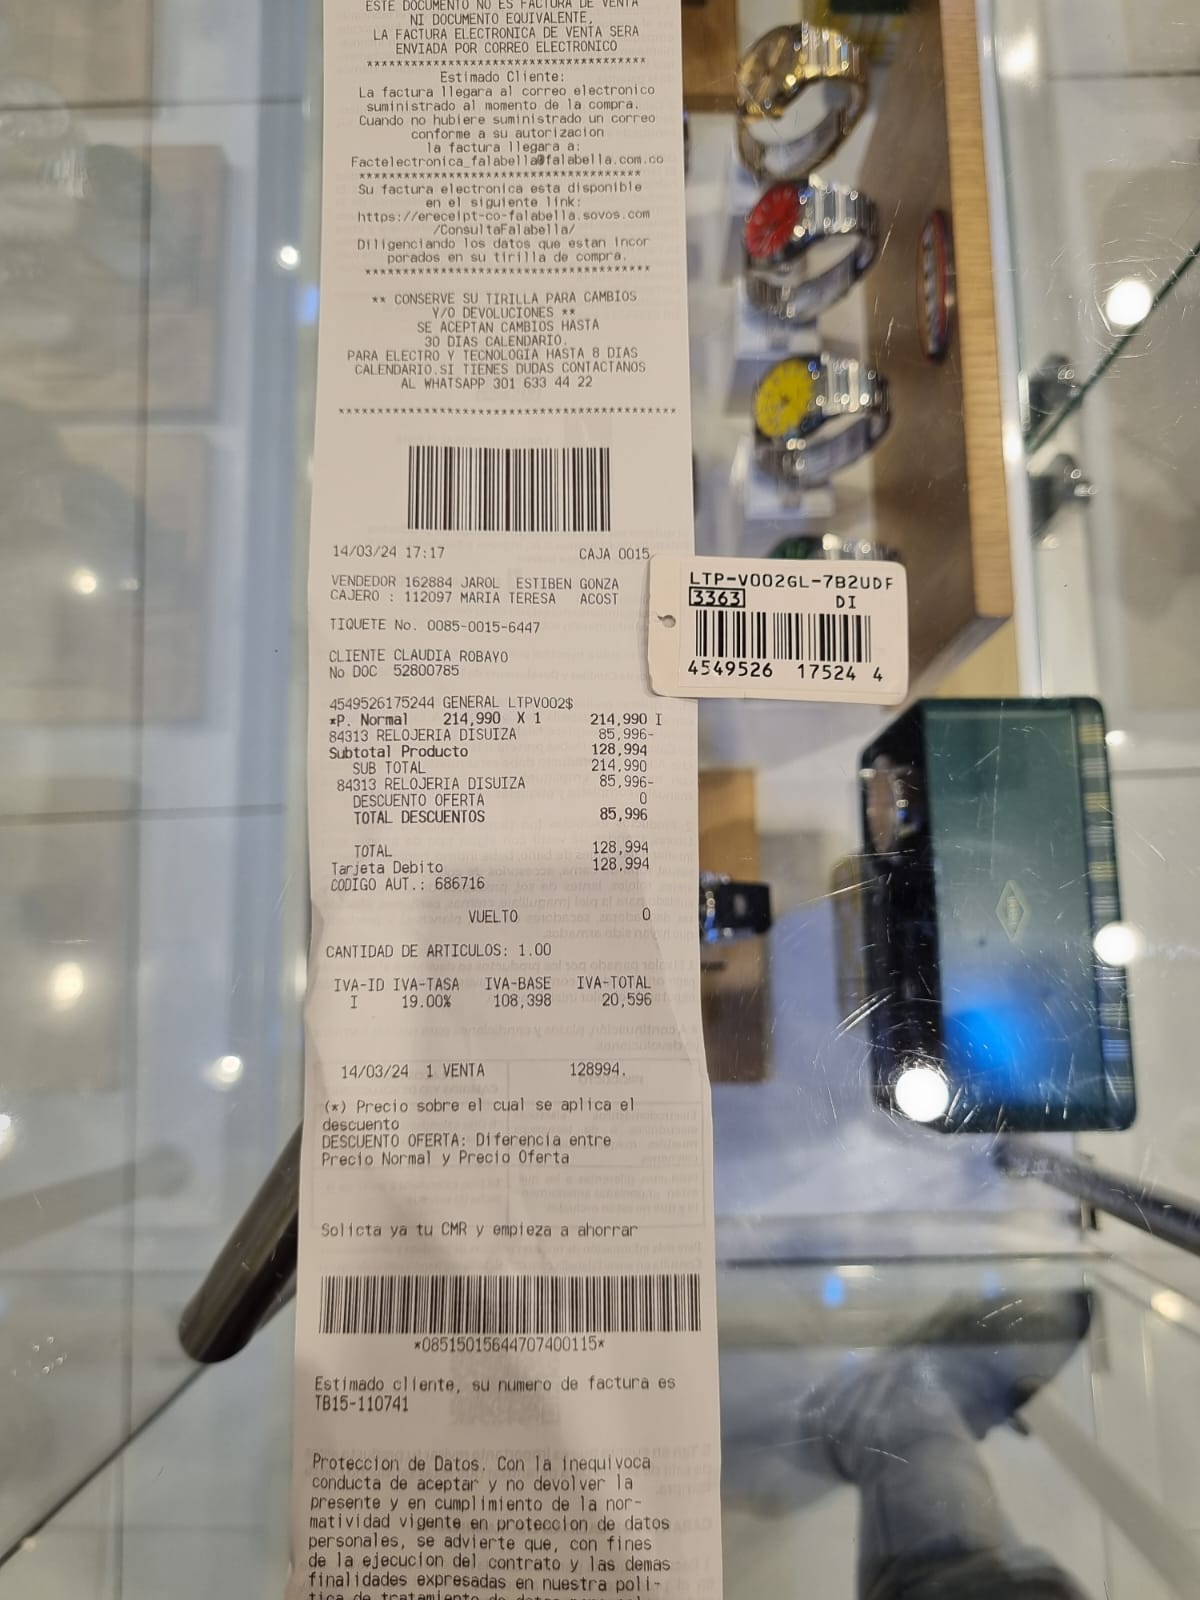 ESTE DOCUMENTO NO ES FACTURA DE VENTA
NI DOCUMENTO EQUIVALENTE,
LA FACTURA ELECTRONICA DE VENTA SERA
ENVIADA POR CORREO ELECTRONICO
*************************************
Estimado Cliente:
La factura llegara al correo electronico
suministrado al momento de la compra.
Cuando no hubiere suministrado un correo
conforme a su autorizacion
la factura llegara a:
Factelectronica_falabella@falabella.com.co
*************************************
Su factura electronica esta disponible
en el siguiente link:
https://ereceipt-co-falabella.sovos.com
/ConsultaFalabella/
Diligenciando los datos que estan incor
porados en su tirilla de compra.
*************************************
** CONSERVE SU TIRILLA PARA CAMBIOS
Y/O DEVOLUCIONES **
SE ACEPTAN CAMBIOS HASTA
30 DIAS CALENDARIO.
PARA ELECTRO Y TECNOLOGIA HASTA 8 DIAS
CALENDARIO.SI TIENES DUDAS CONTACTANOS
AL WHATSAPP 301 633 44 22
*******************************************
14/03/24 17:17 CAJA 0015
VENDEDOR 162884 JAROL ESTIBEN GONZA
CAJERO : 112097 MARIA TERESA ACOST
TIQUETE No. 0085-0015-6447
CLIENTE CLAUDIA ROBAYO
No DOC 52800785
4549526175244 GENERAL LTPV002$
*P. Normal 214,990 X 1 214,990 I
84313 RELOJERIA DISUIZA 85,996-
Subtotal Producto 128,994
SUB TOTAL 214,990
84313 RELOJERIA DISUIZA 85,996-
DESCUENTO OFERTA 0
TOTAL DESCUENTOS 85,996
TOTAL 128,994
Tarjeta Debito 128,994
CODIGO AUT.: 686716
VUELTO 0
CANTIDAD DE ARTICULOS: 1.00
IVA-ID IVA-TASA IVA-BASE IVA-TOTAL
I 19.00% 108,398 20,596
14/03/24 1 VENTA 128994.
(*) Precio sobre el cual se aplica el
descuento
DESCUENTO OFERTA: Diferencia entre
Precio Normal y Precio Oferta
Solicta ya tu CMR y empieza a ahorrar
*08515015644707400115*
Estimado cliente, su numero de factura es
TB15-110741
Proteccion de Datos. Con la inequivoca
conducta de aceptar y no devolver la
presente y en cumplimiento de la nor-
matividad vigente en proteccion de datos
personales, se advierte que, con fines
de la ejecucion del contrato y las demas
finalidades expresadas en nuestra poli-
LTP-V002GL-7B2UDF
3363 DI
4549526 17524 4